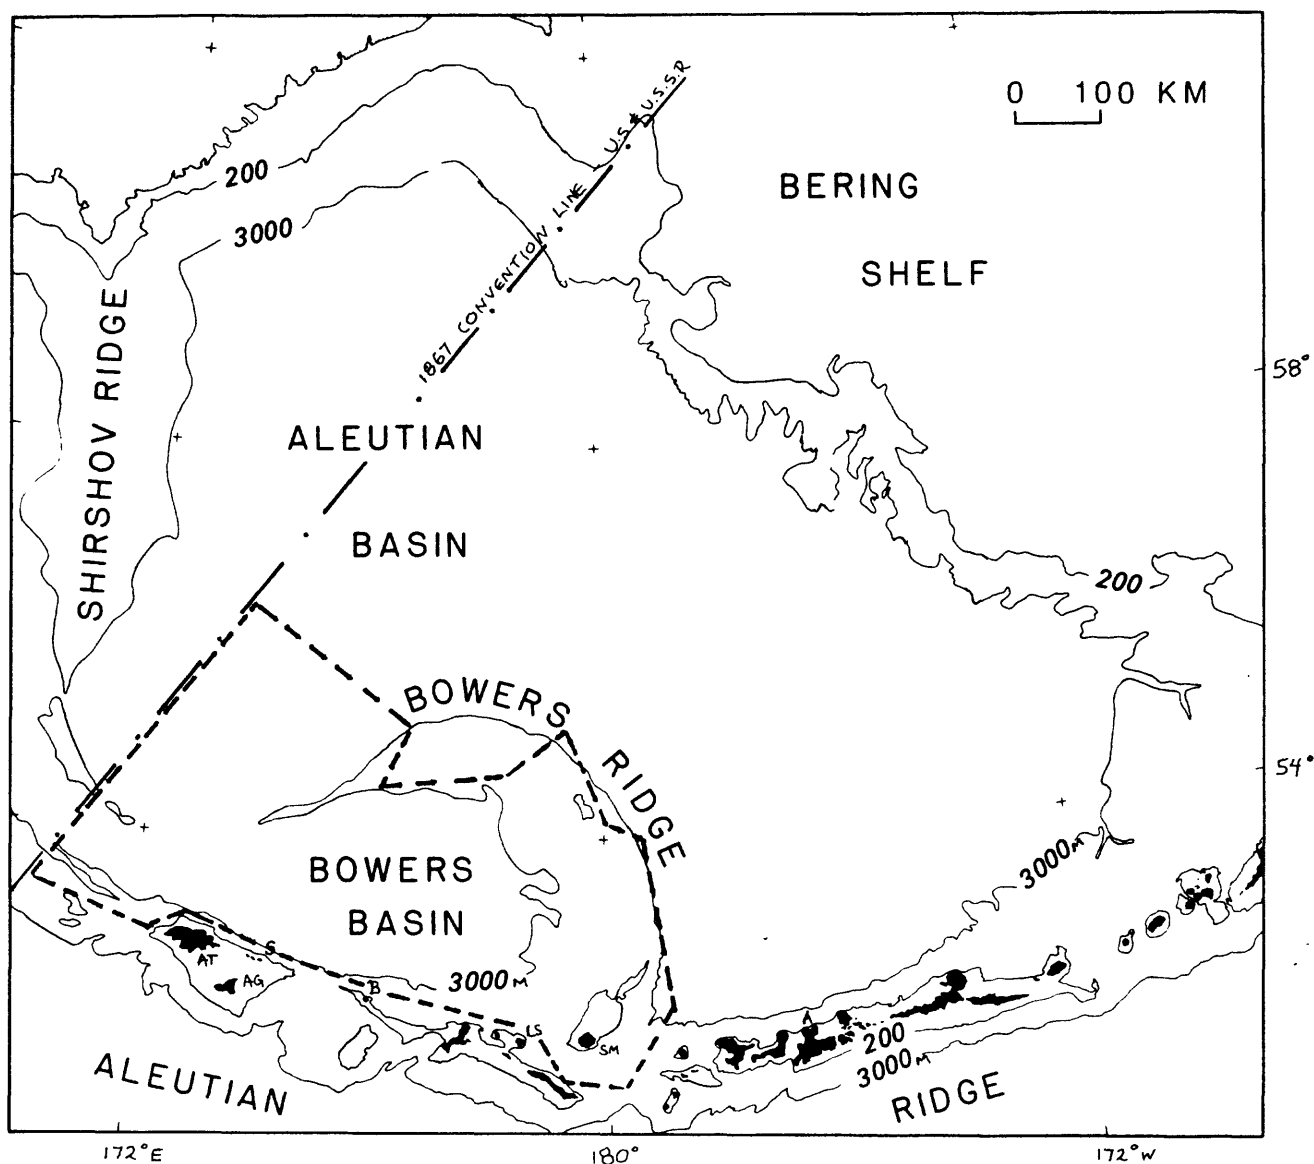 0 100 KM
U.S. & U.S.S.R
200
BERING
3000
SHELF
1867 CONVENTION LINE
SHIRSHOV RIDGE
58°
ALEUTIAN
BASIN
200
BOWERS
RIDGE
54°
3000M
BOWERS
BASIN
S
AT
AG
B
3000M
LS
SM
A
200
3000M
ALEUTIAN
RIDGE
172°E
180°
172°W